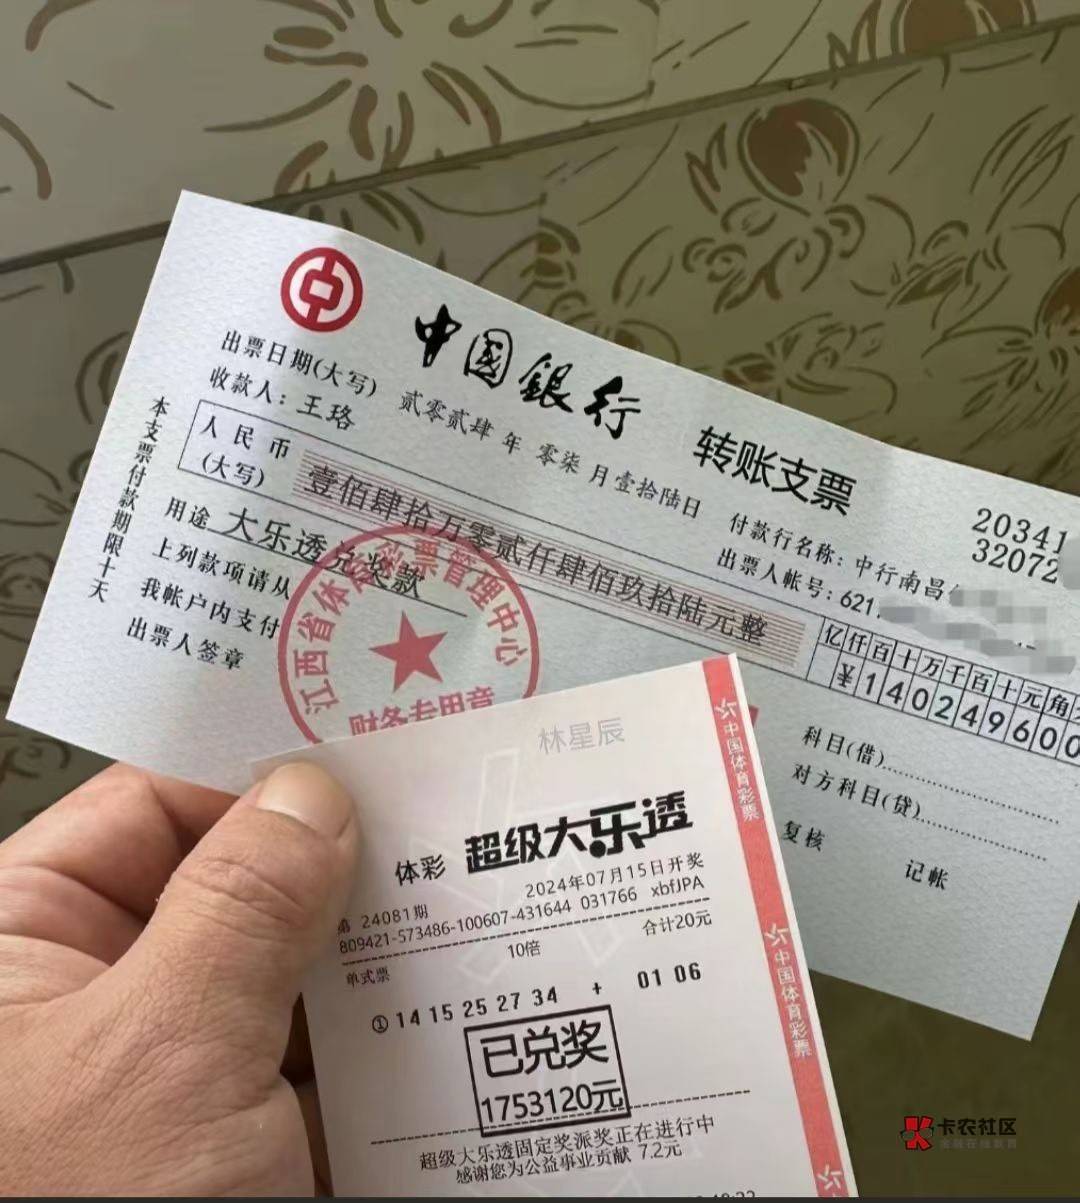 中国銀行
转账支票
20341
32072
出票日期(大写) 贰零贰肆 年 零柒 月壹拾陆日
付款行名称：中行南昌
收款人：王珞
出票人帐号：621
人民币
(大写)
壹佰肆拾万零贰仟肆佰玖拾陆元整
亿仟百十万千百十元角
¥140249600
用途 大乐透兑奖款
上列款项请从
我帐户内支付
出票人签章
本支票付款期限十天
江西省体育彩票管理中心
财务专用章
科目(借)
对方科目(贷)
复核
记帐
林星辰
体彩 超级大乐透
2024年07月15日开奖
第 24081期
809421-573486-100607-431644 031766 xbfJPA
单式票
10倍
合计20元
① 14 15 25 27 34 + 01 06
已兑奖
1753120元
超级大乐透固定奖派奖正在进行中
感谢您为公益事业贡献 7.2元
中国体育彩票
中国体育彩票
卡农社区